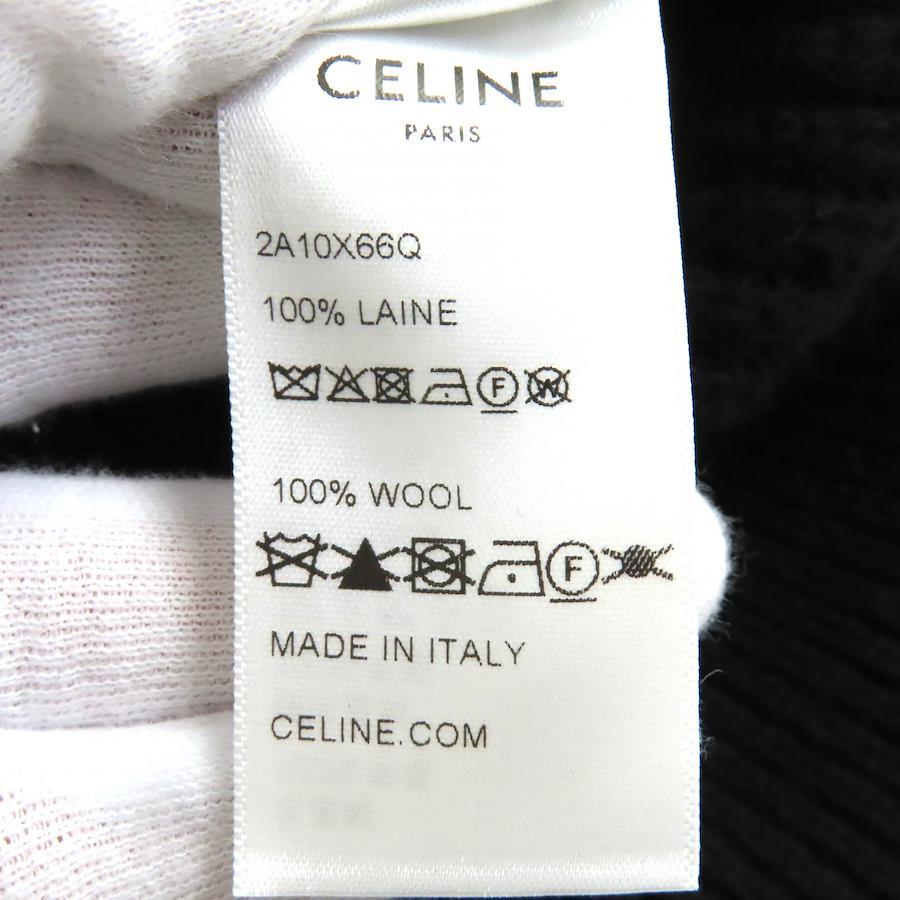 CELINE
PARIS
2A10X66Q
100% LAINE
F W
100% WOOL
F
MADE IN ITALY
CELINE.COM